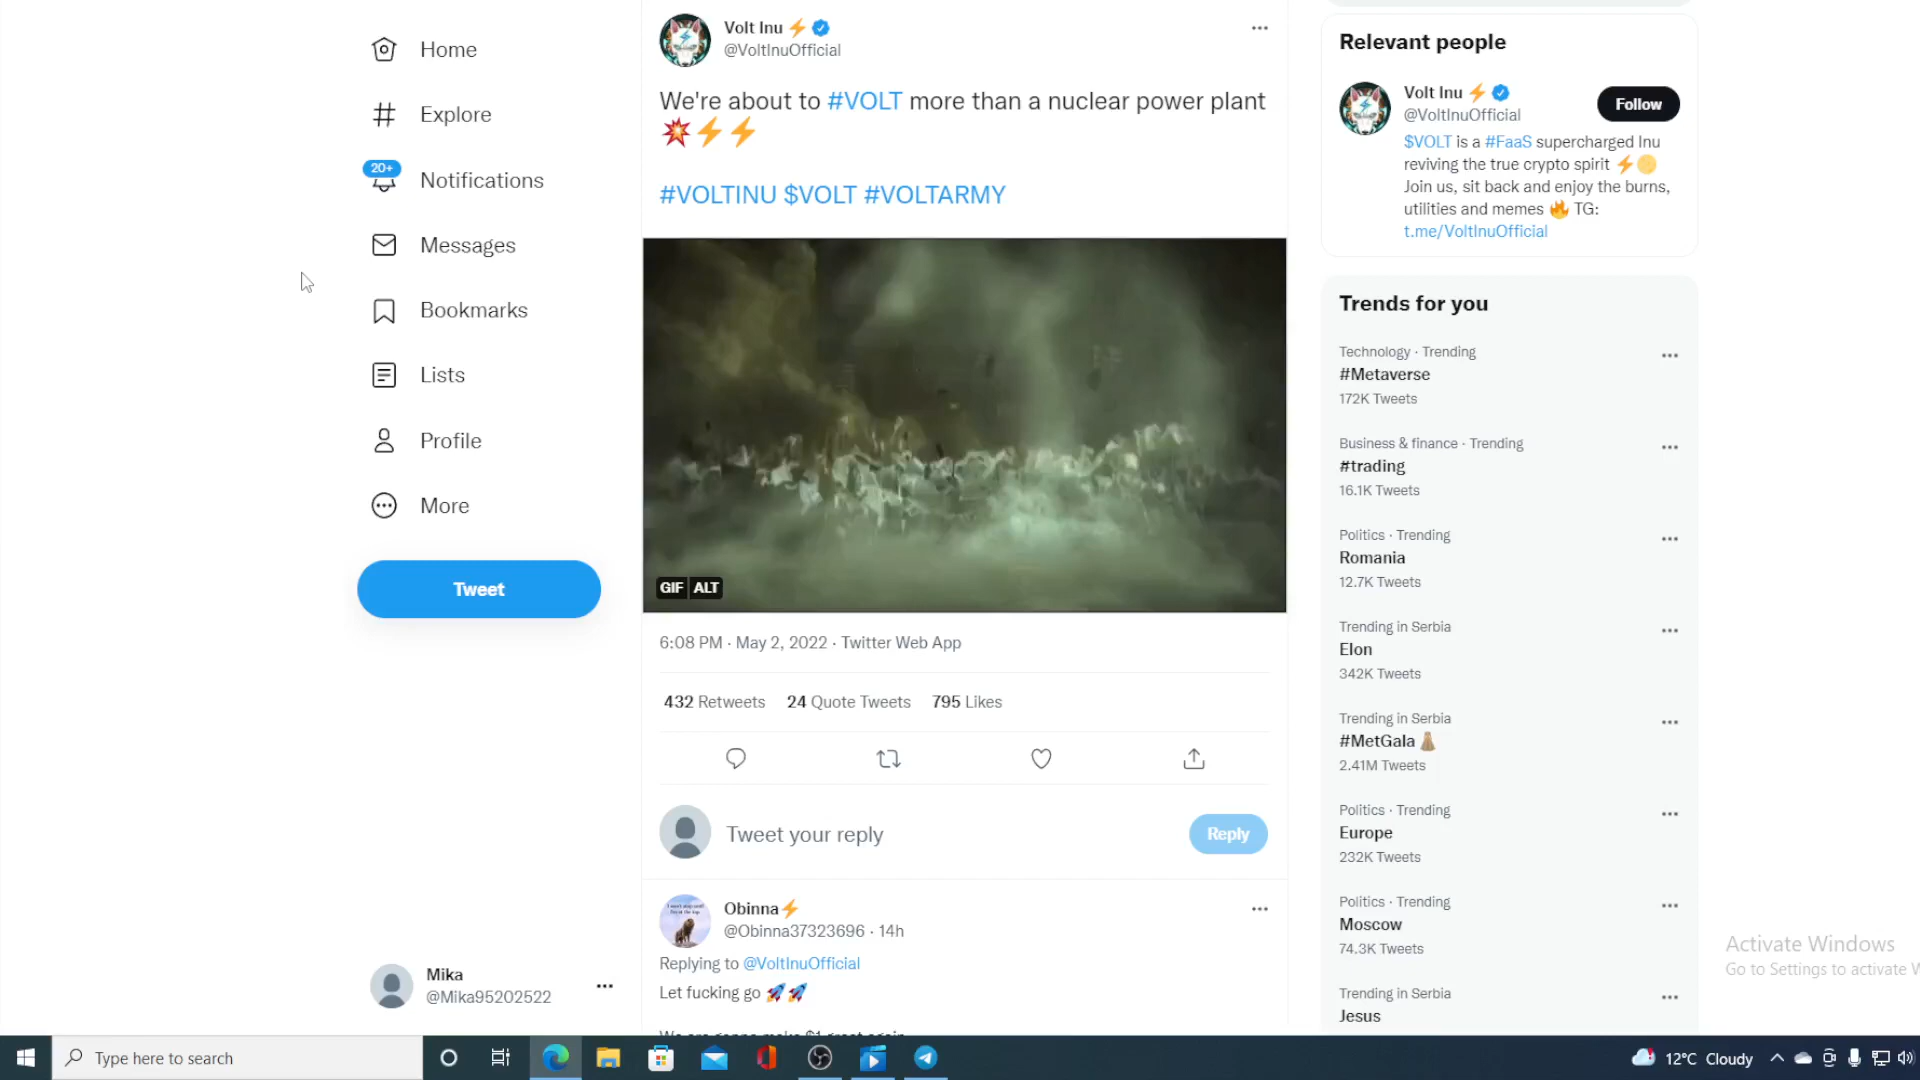 Home
Explore
20+
Notifications
Messages
Bookmarks
Lists
Profile
More
Tweet
Mika
@Mika95202522
Volt Inu ⚡
@VoltInuOfficial
We're about to #VOLT more than a nuclear power plant
💥⚡⚡
#VOLTINU $VOLT #VOLTARMY
GIF ALT
6:08 PM · May 2, 2022 · Twitter Web App
432 Retweets 24 Quote Tweets 795 Likes
Tweet your reply
Reply
Obinna⚡
@Obinna37323696 · 14h
Replying to @VoltInuOfficial
Let fucking go 🚀🚀
We are gonna make $1 great again
Relevant people
Volt Inu ⚡
@VoltInuOfficial
Follow
$VOLT is a #FaaS supercharged Inu
reviving the true crypto spirit ⚡🌕
Join us, sit back and enjoy the burns,
utilities and memes 🔥 TG:
t.me/VoltInuOfficial
Trends for you
Technology · Trending
#Metaverse
172K Tweets
Business & finance · Trending
#trading
16.1K Tweets
Politics · Trending
Romania
12.7K Tweets
Trending in Serbia
Elon
342K Tweets
Trending in Serbia
#MetGala
2.41M Tweets
Politics · Trending
Europe
232K Tweets
Politics · Trending
Moscow
74.3K Tweets
Trending in Serbia
Jesus
Activate Windows
Go to Settings to activate W
Type here to search
12°C Cloudy